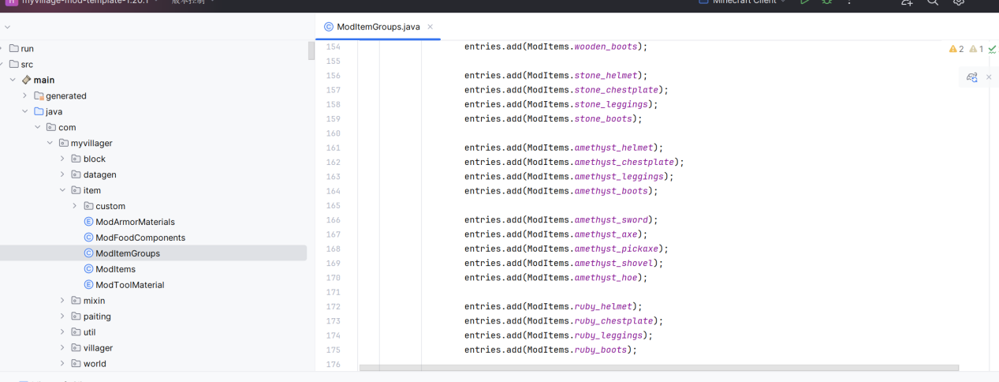 myvillage-mod-template-1.20.1
版本控制
Minecraft Client
run
src
main
generated
java
com
myvillager
block
datagen
item
custom
ModArmorMaterials
ModFoodComponents
ModItemGroups
ModItems
ModToolMaterial
mixin
paiting
util
villager
world
ModItemGroups.java
2 1
154 entries.add(ModItems.wooden_boots);
155
156 entries.add(ModItems.stone_helmet);
157 entries.add(ModItems.stone_chestplate);
158 entries.add(ModItems.stone_leggings);
159 entries.add(ModItems.stone_boots);
160
161 entries.add(ModItems.amethyst_helmet);
162 entries.add(ModItems.amethyst_chestplate);
163 entries.add(ModItems.amethyst_leggings);
164 entries.add(ModItems.amethyst_boots);
165
166 entries.add(ModItems.amethyst_sword);
167 entries.add(ModItems.amethyst_axe);
168 entries.add(ModItems.amethyst_pickaxe);
169 entries.add(ModItems.amethyst_shovel);
170 entries.add(ModItems.amethyst_hoe);
171
172 entries.add(ModItems.ruby_helmet);
173 entries.add(ModItems.ruby_chestplate);
174 entries.add(ModItems.ruby_leggings);
175 entries.add(ModItems.ruby_boots);
176